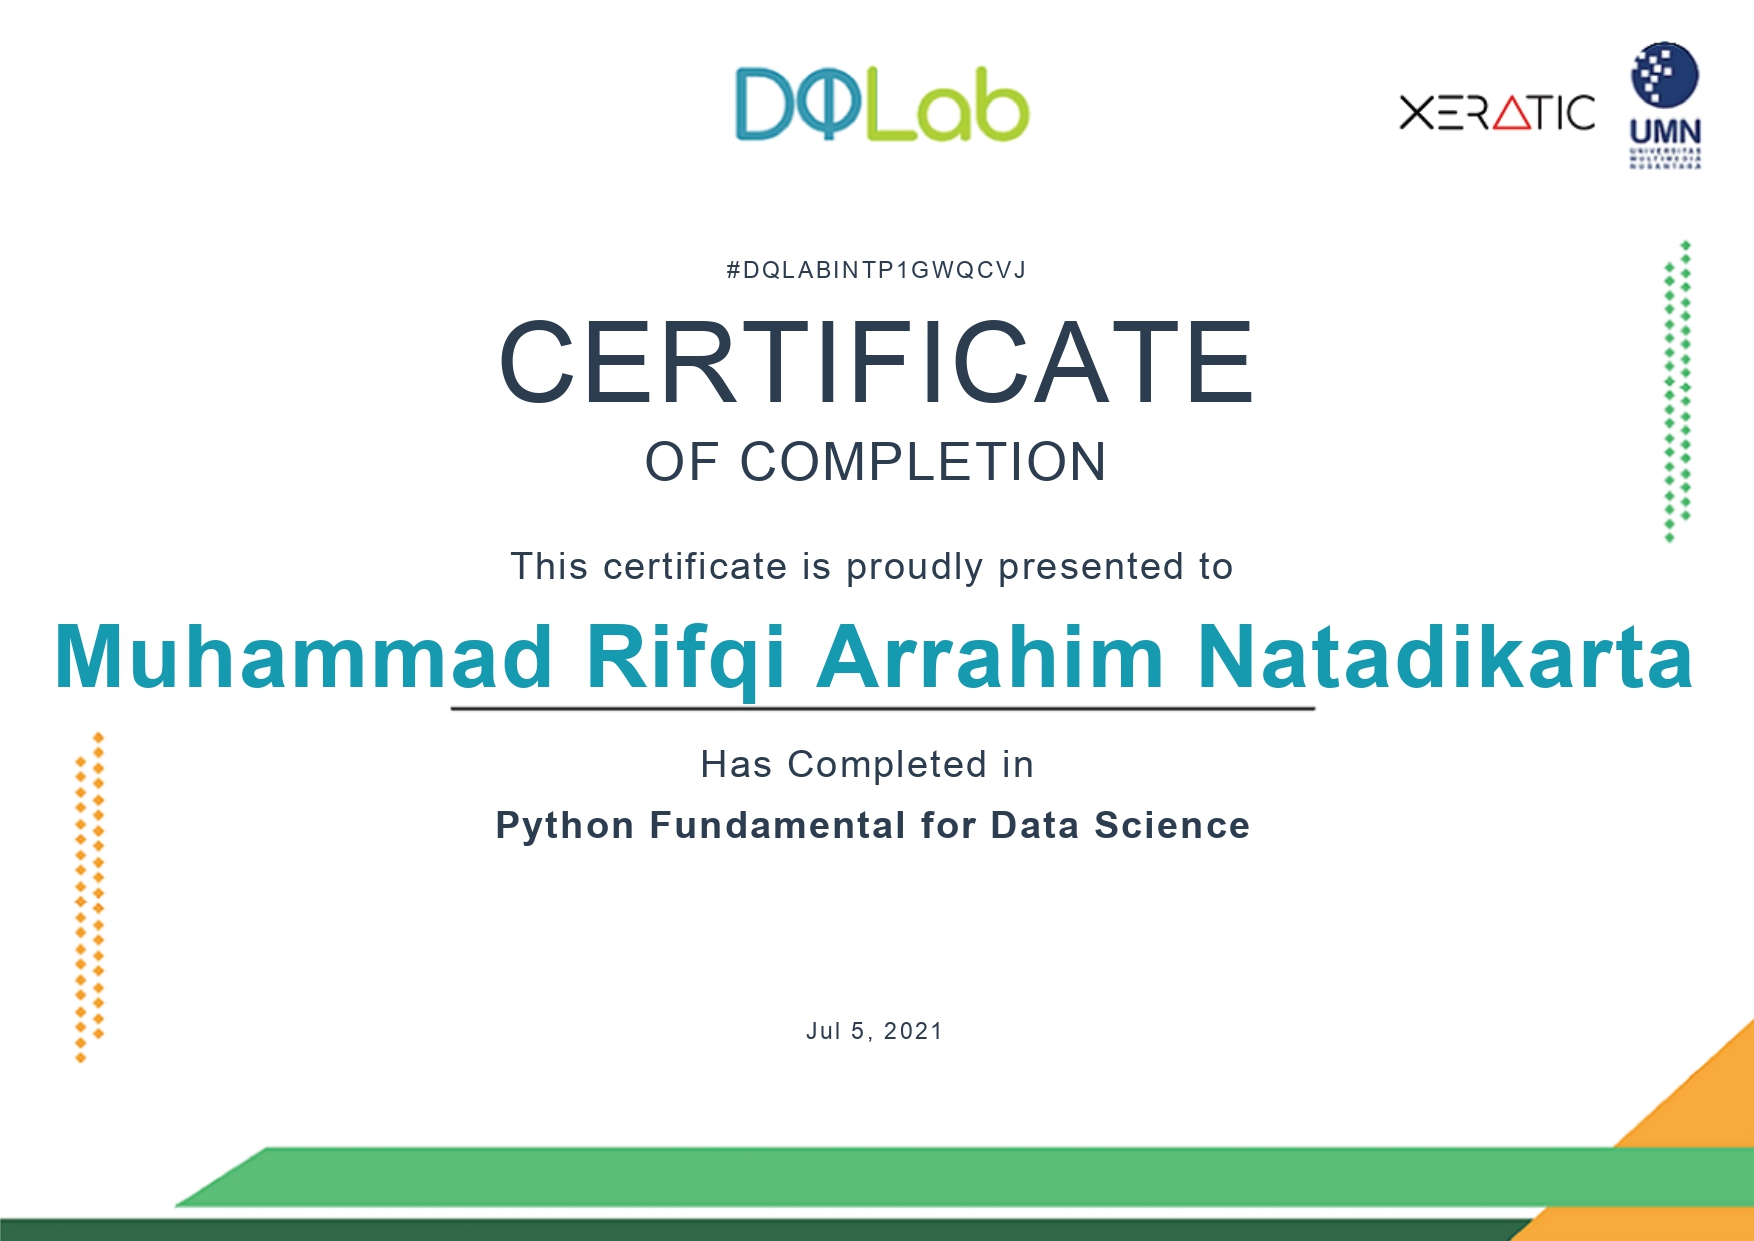 DQLab
XERATIC
UMN
UNIVERSITAS
MULTIMEDIA
NUSANTARA
#DQLABINTP1GWQCVJ
CERTIFICATE
OF COMPLETION
This certificate is proudly presented to
Muhammad Rifqi Arrahim Natadikarta
Has Completed in
Python Fundamental for Data Science
Jul 5, 2021